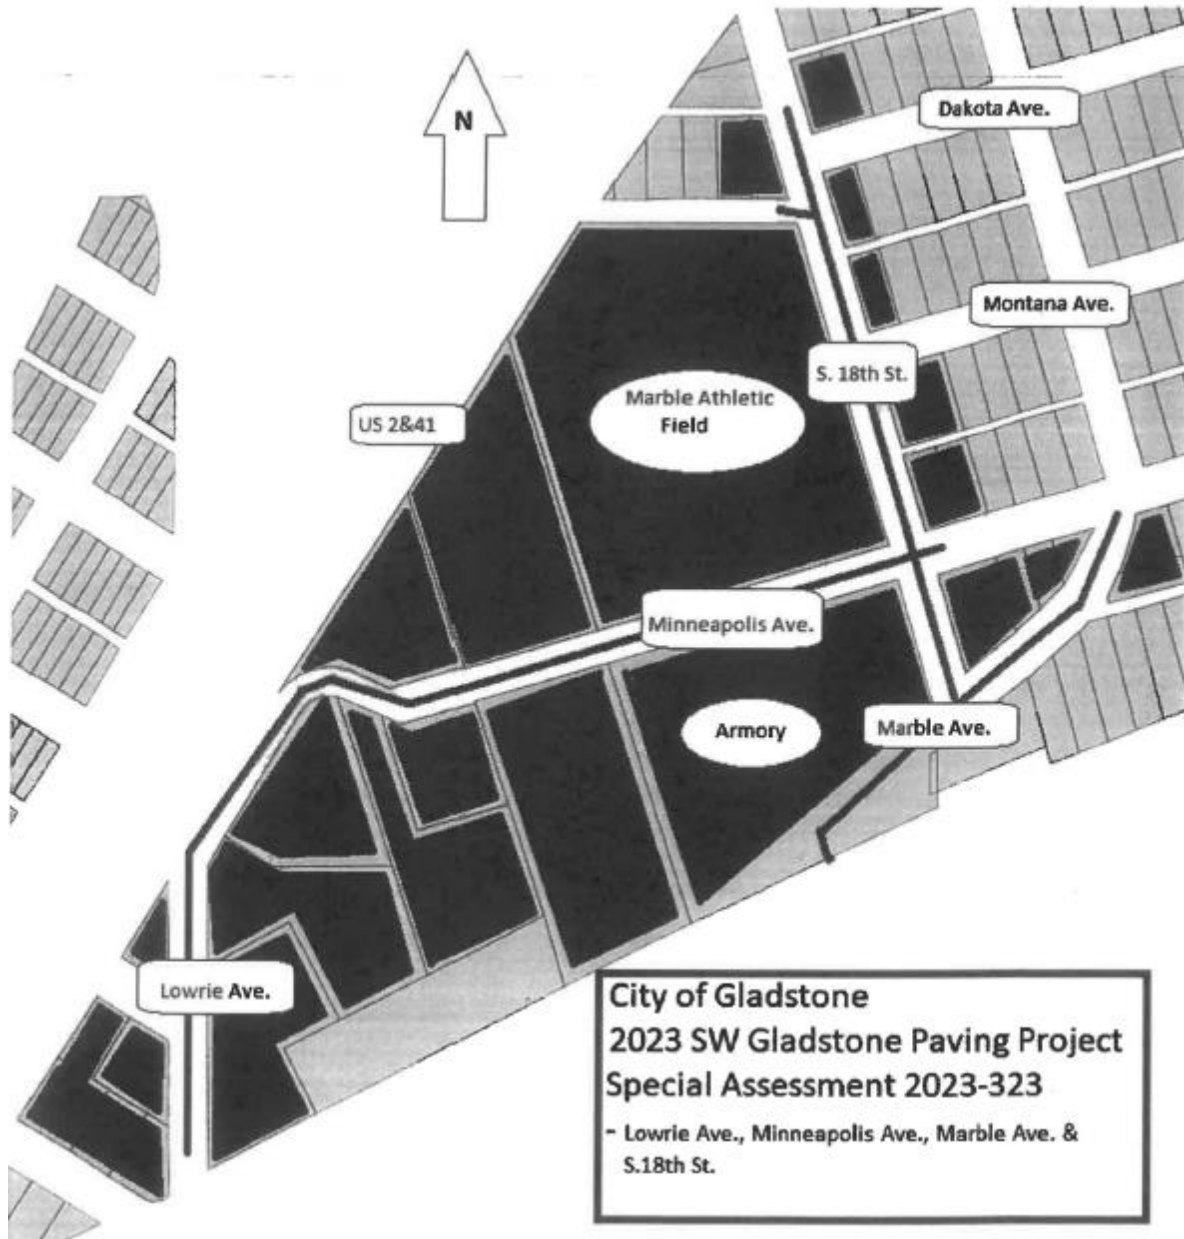 N
Dakota Ave.
Montana Ave.
S. 18th St.
Marble Athletic
Field
US 2&41
Minneapolis Ave.
Armory
Marble Ave.
Lowrie Ave.
City of Gladstone
2023 SW Gladstone Paving Project
Special Assessment 2023-323
- Lowrie Ave., Minneapolis Ave., Marble Ave. &
S.18th St.